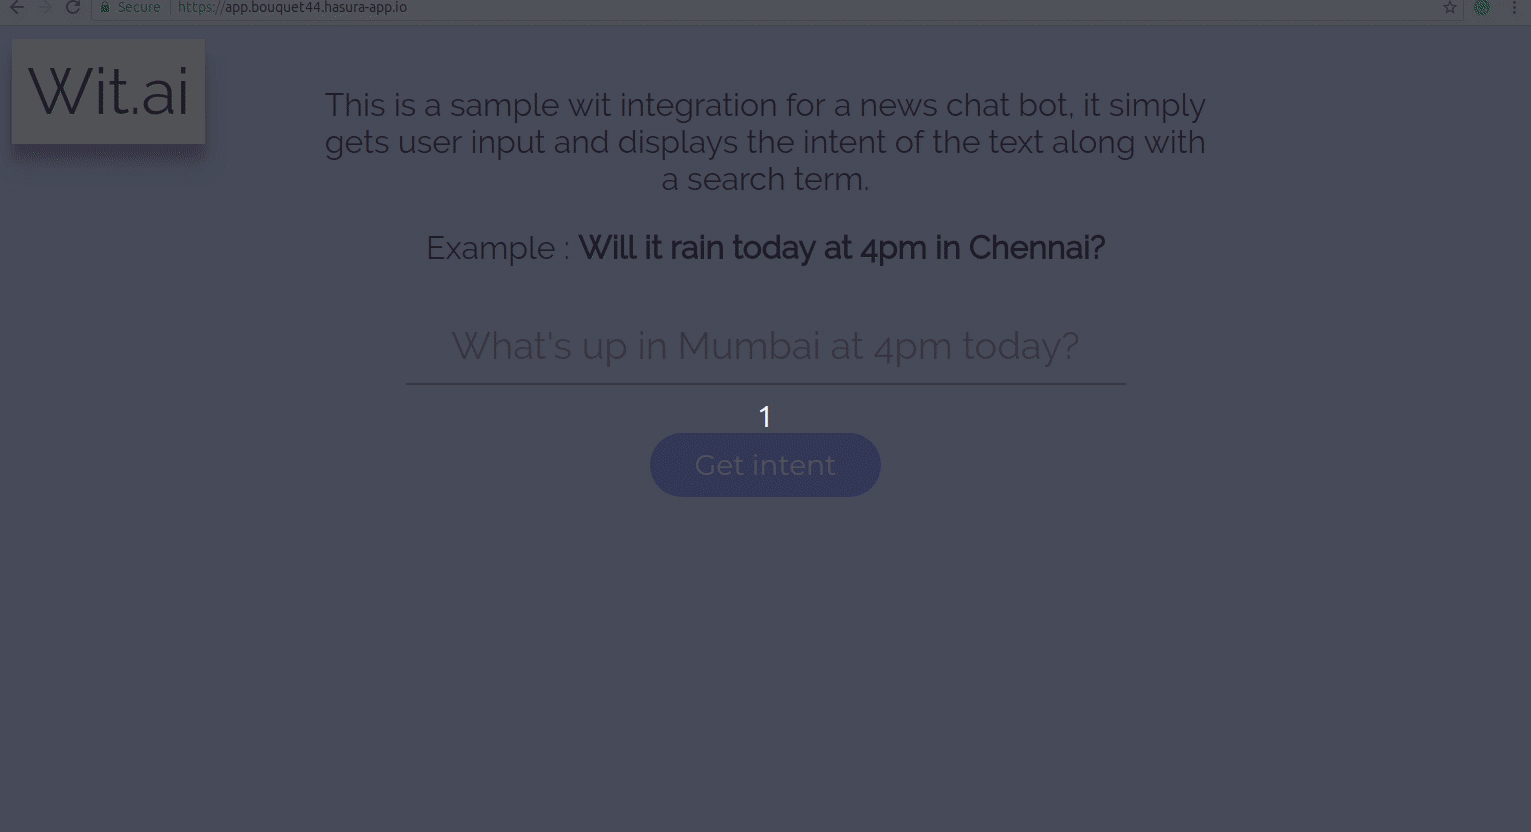 Secure https://app.bouquet44.hasura-app.io
Wit.ai
This is a sample wit integration for a news chat bot, it simply
gets user input and displays the intent of the text along with
a search term.
Example : Will it rain today at 4pm in Chennai?
What's up in Mumbai at 4pm today?
1
Get intent